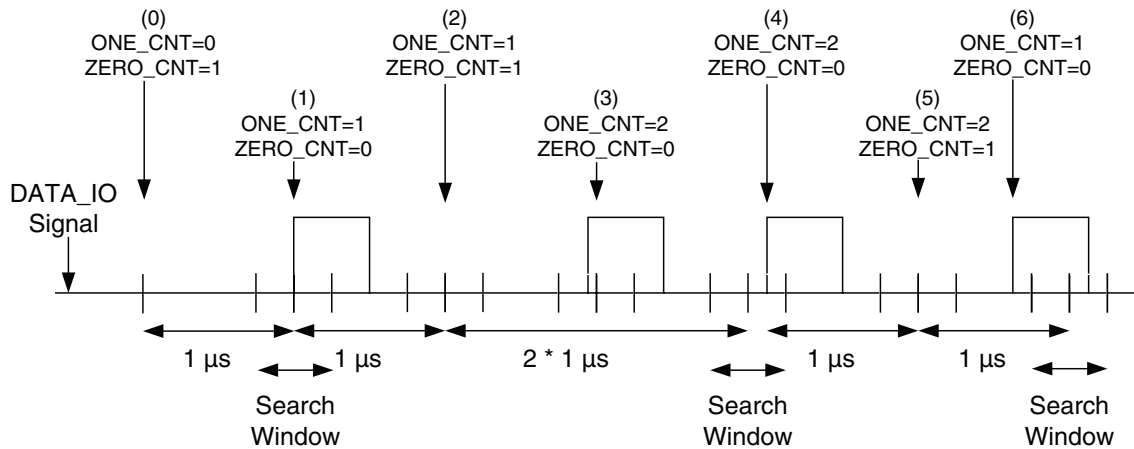 (0)
ONE_CNT=0
ZERO_CNT=1
(2)
ONE_CNT=1
ZERO_CNT=1
(4)
ONE_CNT=2
ZERO_CNT=0
(6)
ONE_CNT=1
ZERO_CNT=0
(1)
ONE_CNT=1
ZERO_CNT=0
(3)
ONE_CNT=2
ZERO_CNT=0
(5)
ONE_CNT=2
ZERO_CNT=1
DATA_IO
Signal
1 µs
1 µs
2 * 1 µs
1 µs
1 µs
Search
Window
Search
Window
Search
Window